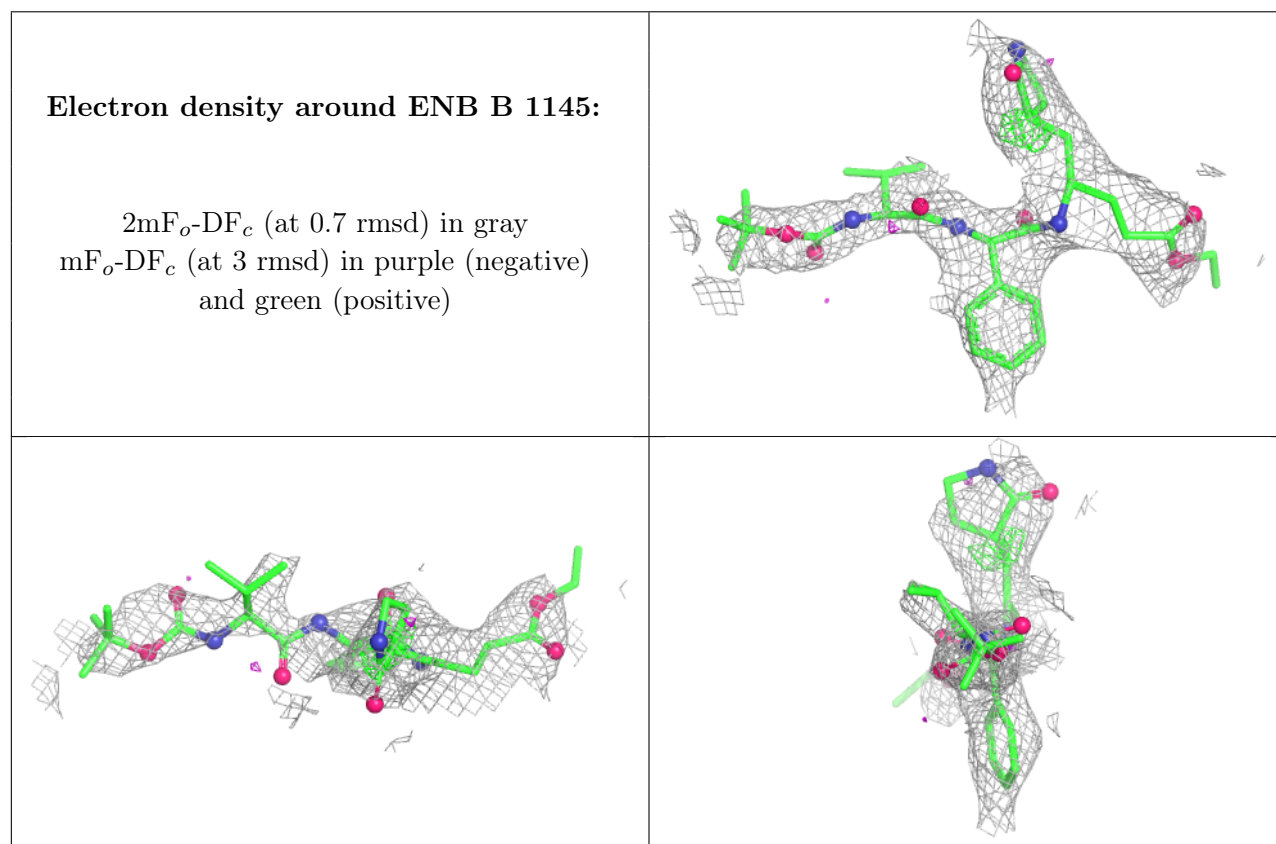 Electron density around ENB B 1145:
2mFo-DFc (at 0.7 rmsd) in gray
mFo-DFc (at 3 rmsd) in purple (negative)
and green (positive)